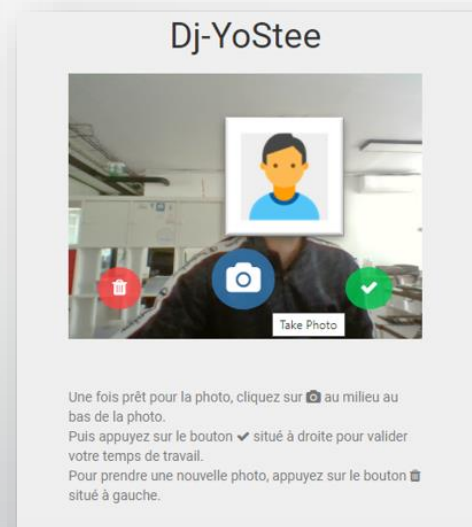 Dj-YoStee
Take Photo
Une fois prêt pour la photo, cliquez sur au milieu au
bas de la photo.
Puis appuyez sur le bouton situé à droite pour valider
votre temps de travail.
Pour prendre une nouvelle photo, appuyez sur le bouton
situé à gauche.